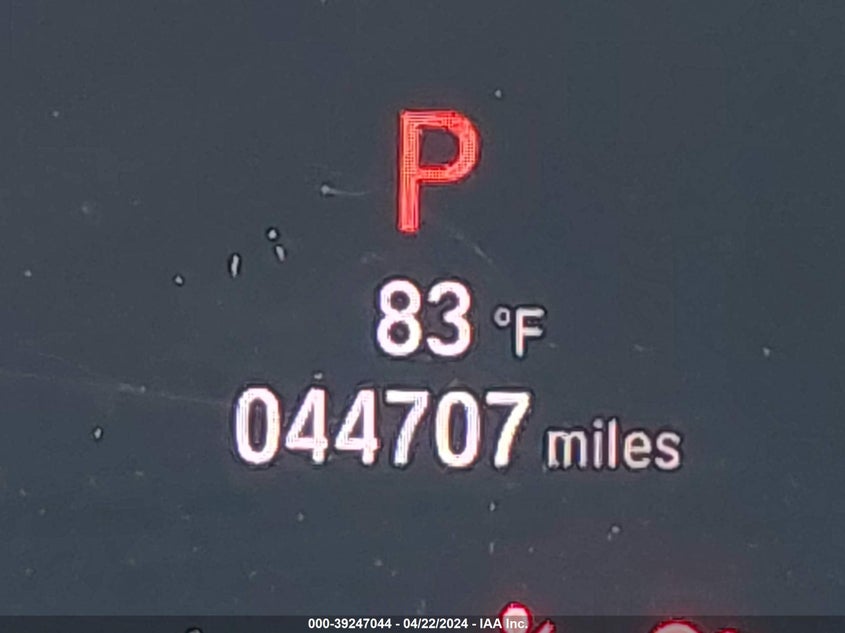 P
83 °F
044707 miles
000-39247044 - 04/22/2024 - IAA Inc.